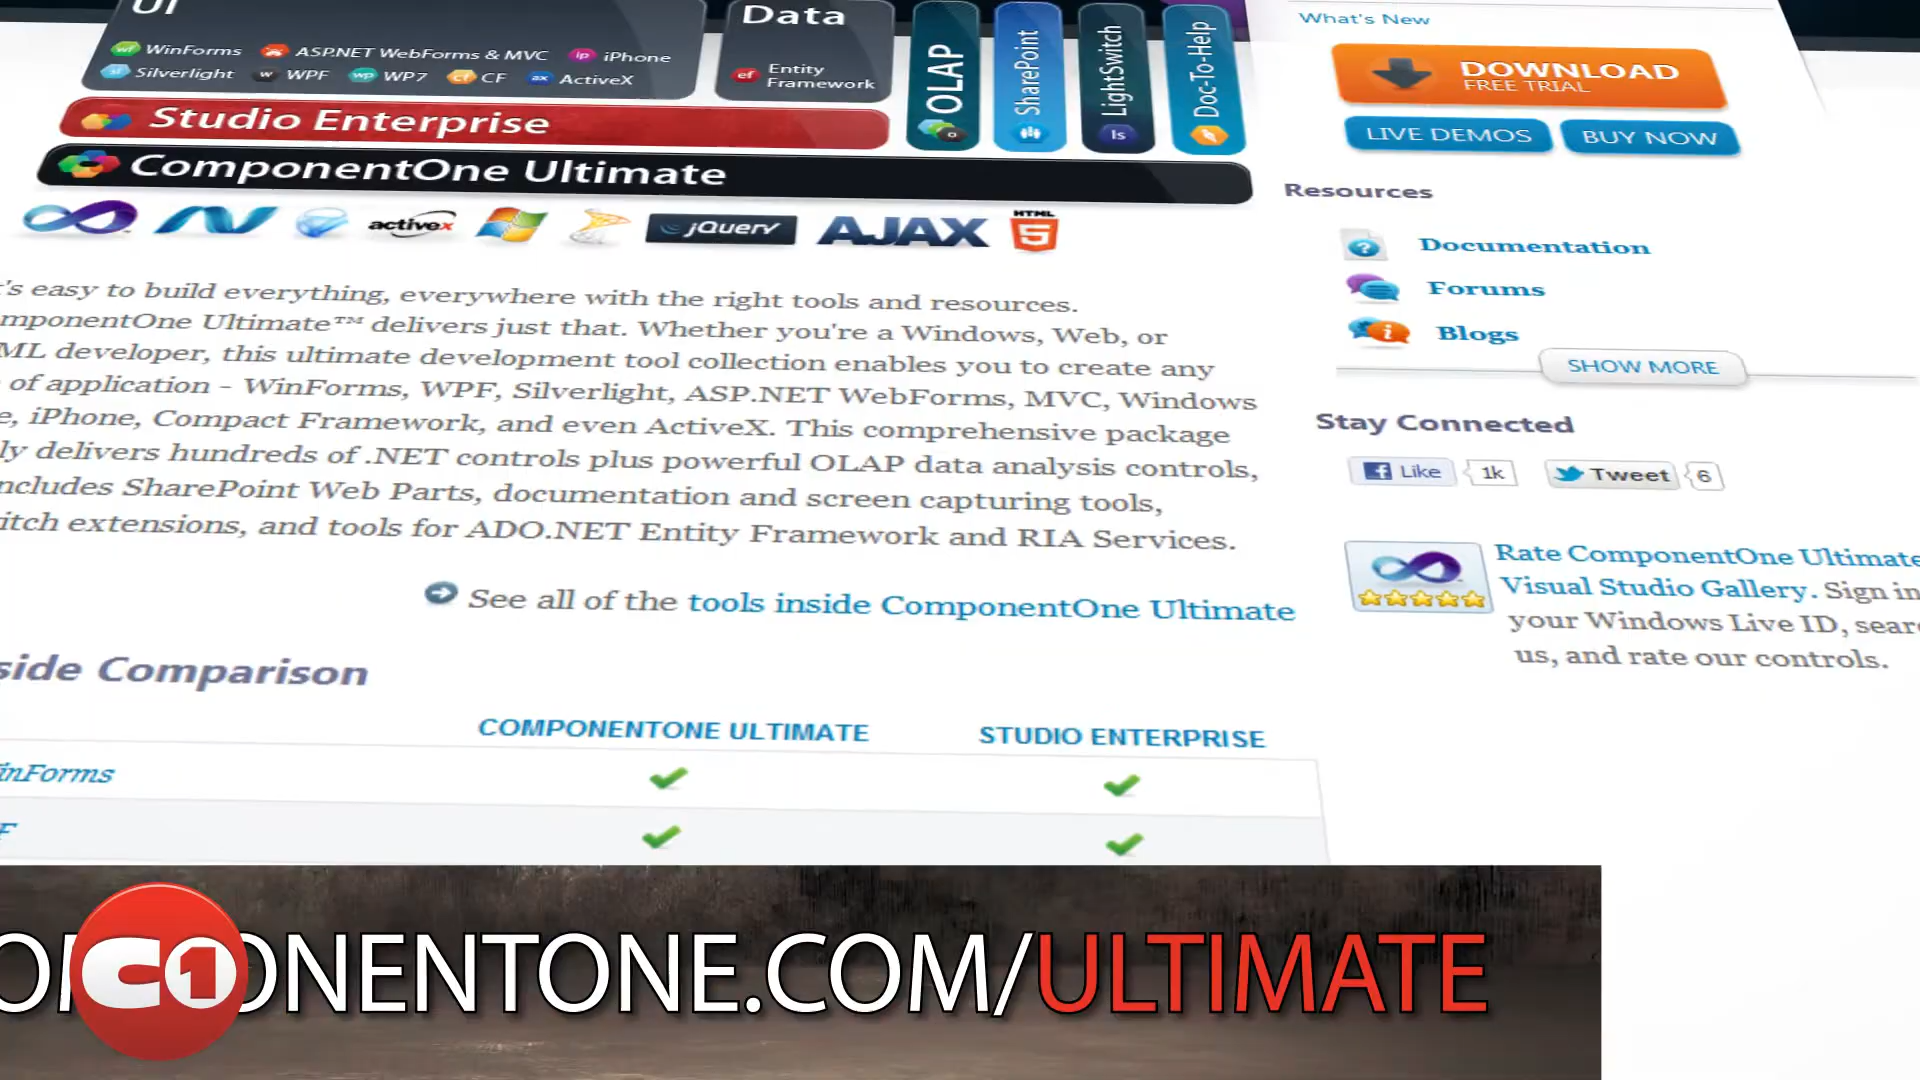 UI
WinForms ASP.NET WebForms & MVC iPhone
Silverlight WPF WP7 CF ActiveX
Data
Entity
Framework
OLAP
SharePoint
LightSwitch
Doc-To-Help
Studio Enterprise
ComponentOne Ultimate
activex
jQuery
AJAX
HTML
5
's easy to build everything, everywhere with the right tools and resources.
mponentOne Ultimate™ delivers just that. Whether you're a Windows, Web, or
ML developer, this ultimate development tool collection enables you to create any
of application – WinForms, WPF, Silverlight, ASP.NET WebForms, MVC, Windows
e, iPhone, Compact Framework, and even ActiveX. This comprehensive package
ly delivers hundreds of .NET controls plus powerful OLAP data analysis controls,
ncludes SharePoint Web Parts, documentation and screen capturing tools,
itch extensions, and tools for ADO.NET Entity Framework and RIA Services.
See all of the tools inside ComponentOne Ultimate
side Comparison
COMPONENTONE ULTIMATE STUDIO ENTERPRISE
inForms
F
What's New
DOWNLOAD
FREE TRIAL
LIVE DEMOS BUY NOW
Resources
Documentation
Forums
Blogs
SHOW MORE
Stay Connected
Like 1k Tweet 6
Rate ComponentOne Ultimate
Visual Studio Gallery. Sign in
your Windows Live ID, sear
us, and rate our controls.
C1
ONENTONE.COM/ULTIMATE